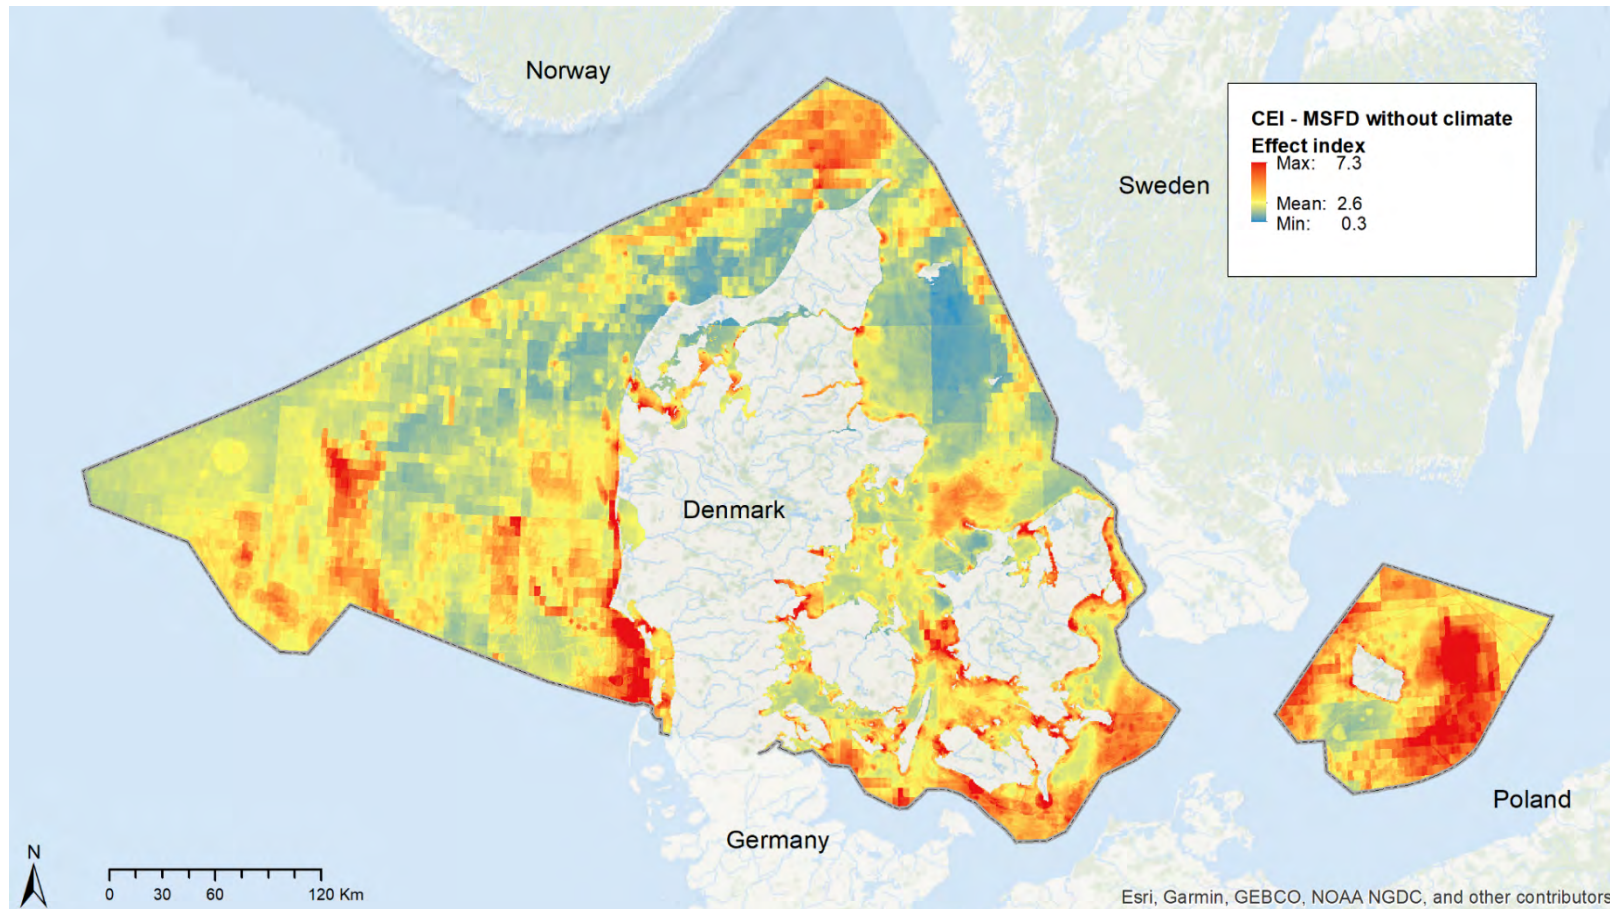 Norway
CEI - MSFD without climate
Effect index
Max: 7.3
Mean: 2.6
Min: 0.3
Sweden
Denmark
Poland
Germany
N
0 30 60 120 Km
Esri, Garmin, GEBCO, NOAA NGDC, and other contributors